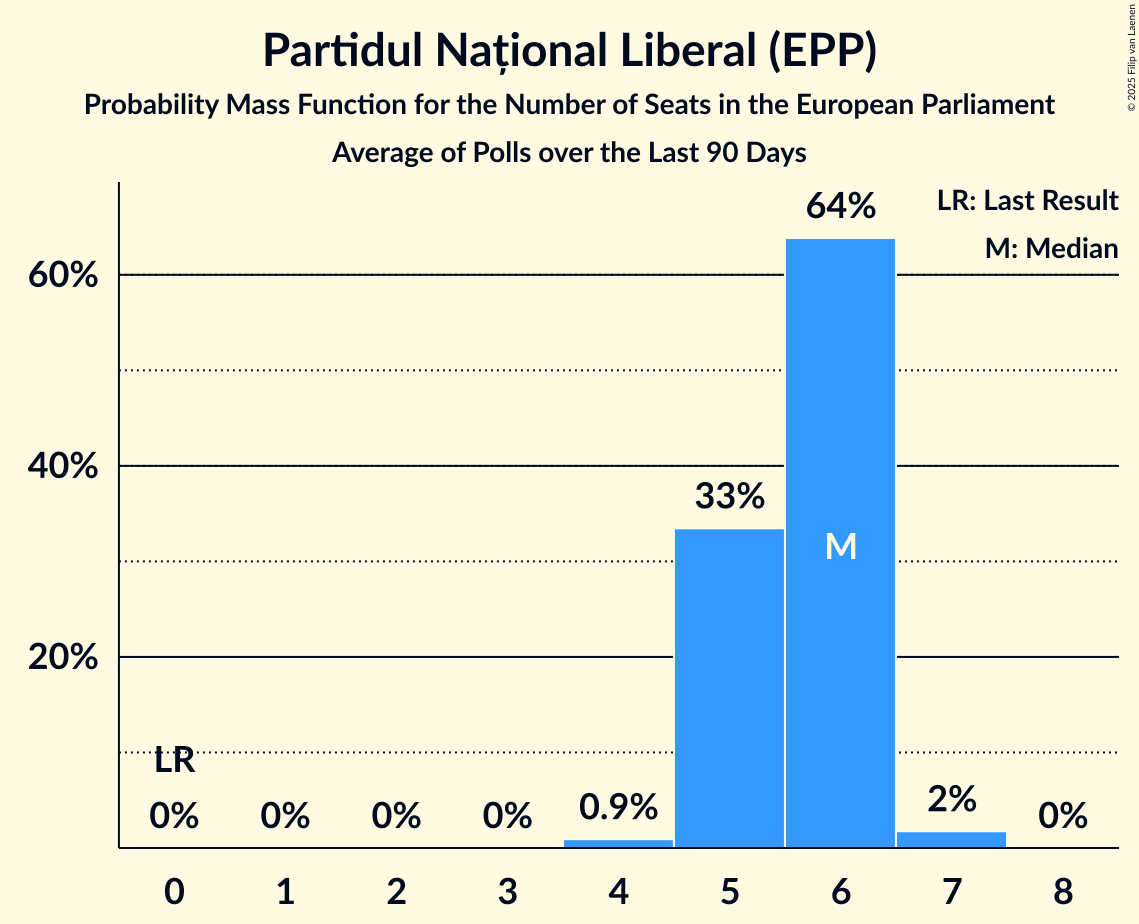 Partidul Național Liberal (EPP)
Probability Mass Function for the Number of Seats in the European Parliament
Average of Polls over the Last 90 Days
© 2025 Filip van Laenen
LR: Last Result
M: Median
64%
60%
40%
33%
M
20%
LR
0% 0% 0% 0% 0.9% 2% 0%
0 1 2 3 4 5 6 7 8